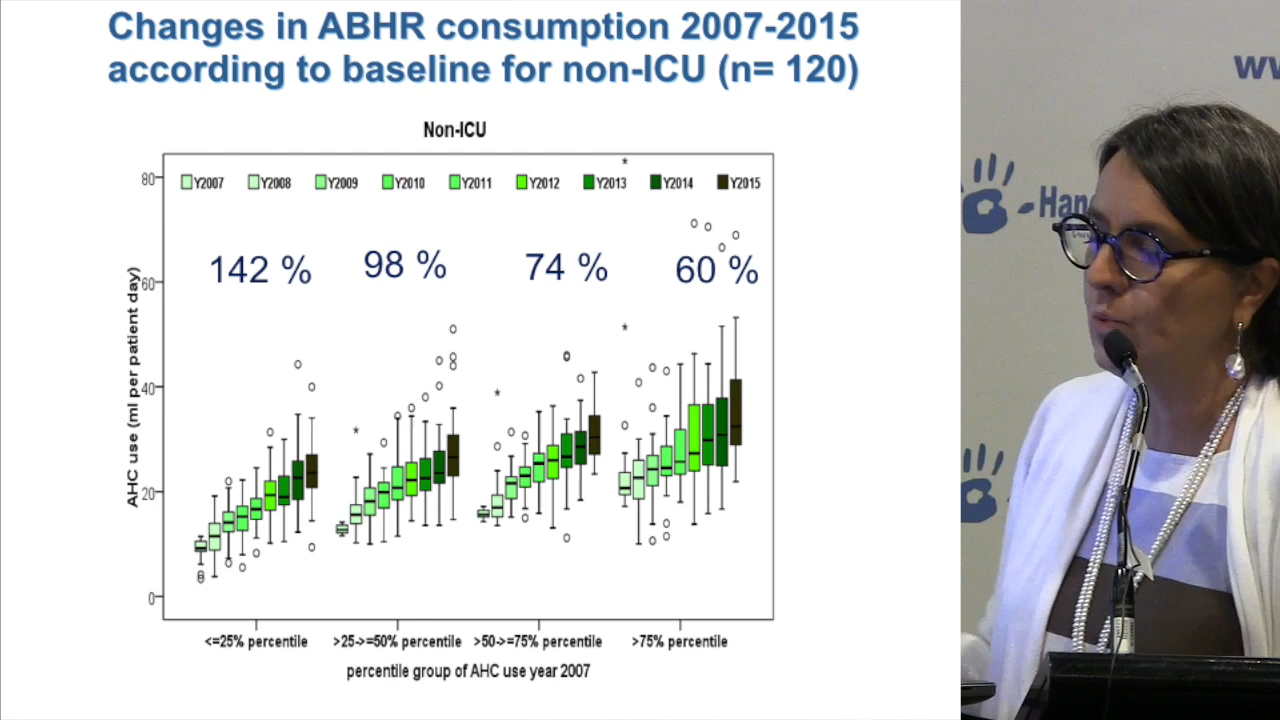 Changes in ABHR consumption 2007-2015
according to baseline for non-ICU (n= 120)
Non-ICU
80
Y2007 Y2008 Y2009 Y2010 Y2011 Y2012 Y2013 Y2014 Y2015
142 % 98 % 74 % 60 %
60
40
20
0
AHC use (ml per patient day)
<=25% percentile >25->=50% percentile >50->=75% percentile >75% percentile
percentile group of AHC use year 2007
ww
-Han